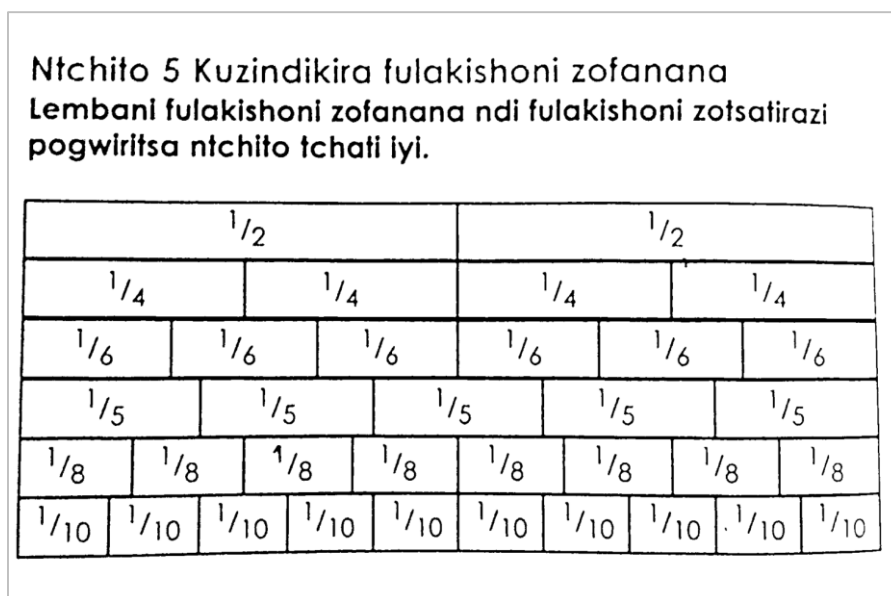 Ntchito 5 Kuzindikira fulakishoni zofanana
Lembani fulakishoni zofanana ndi fulakishoni zotsatirazi
pogwiritsa ntchito tchati iyi.
1/2 1/2
1/4 1/4 1/4 1/4
1/6 1/6 1/6 1/6 1/6 1/6
1/5 1/5 1/5 1/5 1/5
1/8 1/8 1/8 1/8 1/8 1/8 1/8 1/8
1/10 1/10 1/10 1/10 1/10 1/10 1/10 1/10 1/10 1/10